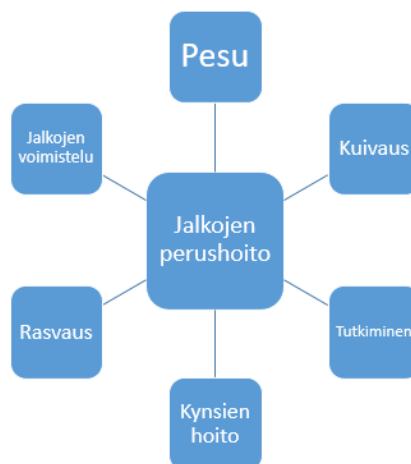 Pesu
Jalkojen
voimistelu
Kuivaus
Jalkojen
perushoito
Rasvaus
Tutkiminen
Kynsien
hoito